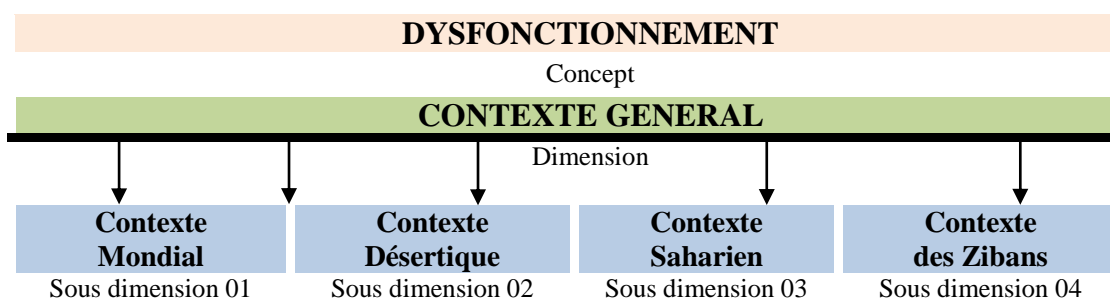 DYSFONCTIONNEMENT
Concept
CONTEXTE GENERAL
Dimension
Contexte
Mondial
Sous dimension 01
Contexte
Désertique
Sous dimension 02
Contexte
Saharien
Sous dimension 03
Contexte
des Zibans
Sous dimension 04